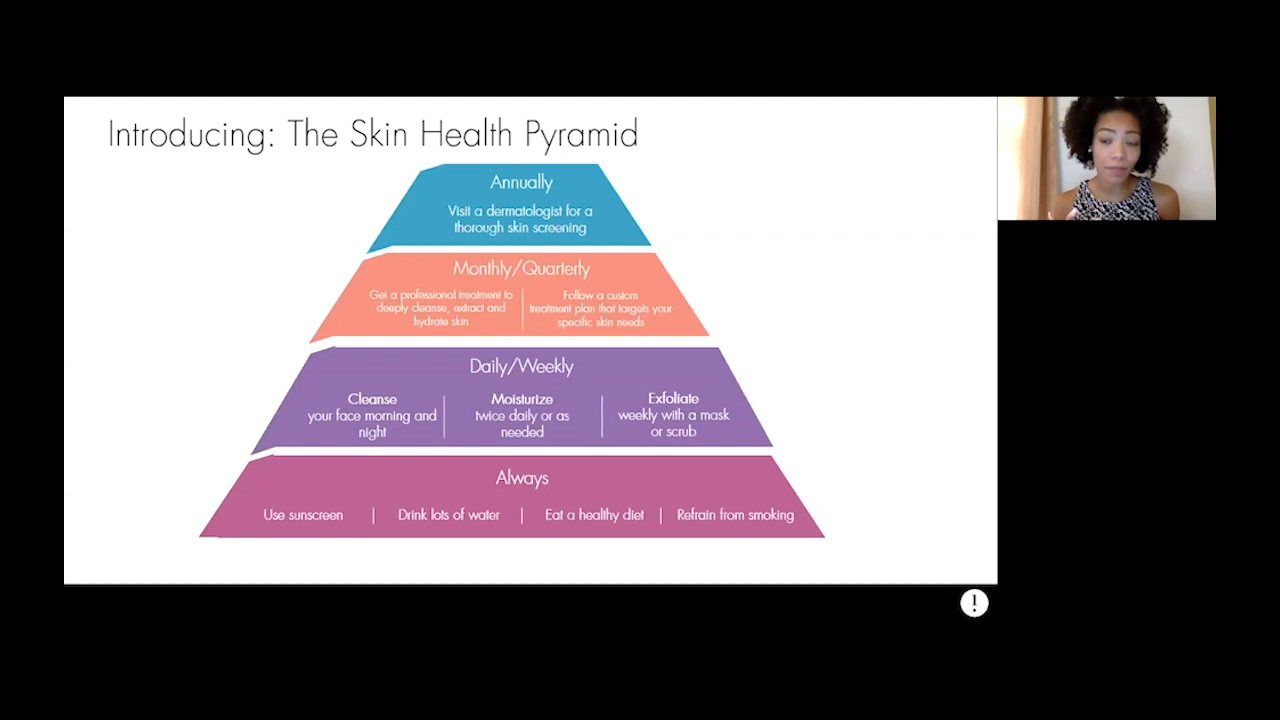 Introducing: The Skin Health Pyramid
Annually
Visit a dermatologist for a
thorough skin screening
Monthly/Quarterly
Get a professional treatment to
deeply cleanse, extract and
hydrate skin
Follow a custom
treatment plan that targets your
specific skin needs
Daily/Weekly
Cleanse
your face morning and
night
Moisturize
twice daily or as
needed
Exfoliate
weekly with a mask
or scrub
Always
Use sunscreen
Drink lots of water
Eat a healthy diet
Refrain from smoking
!